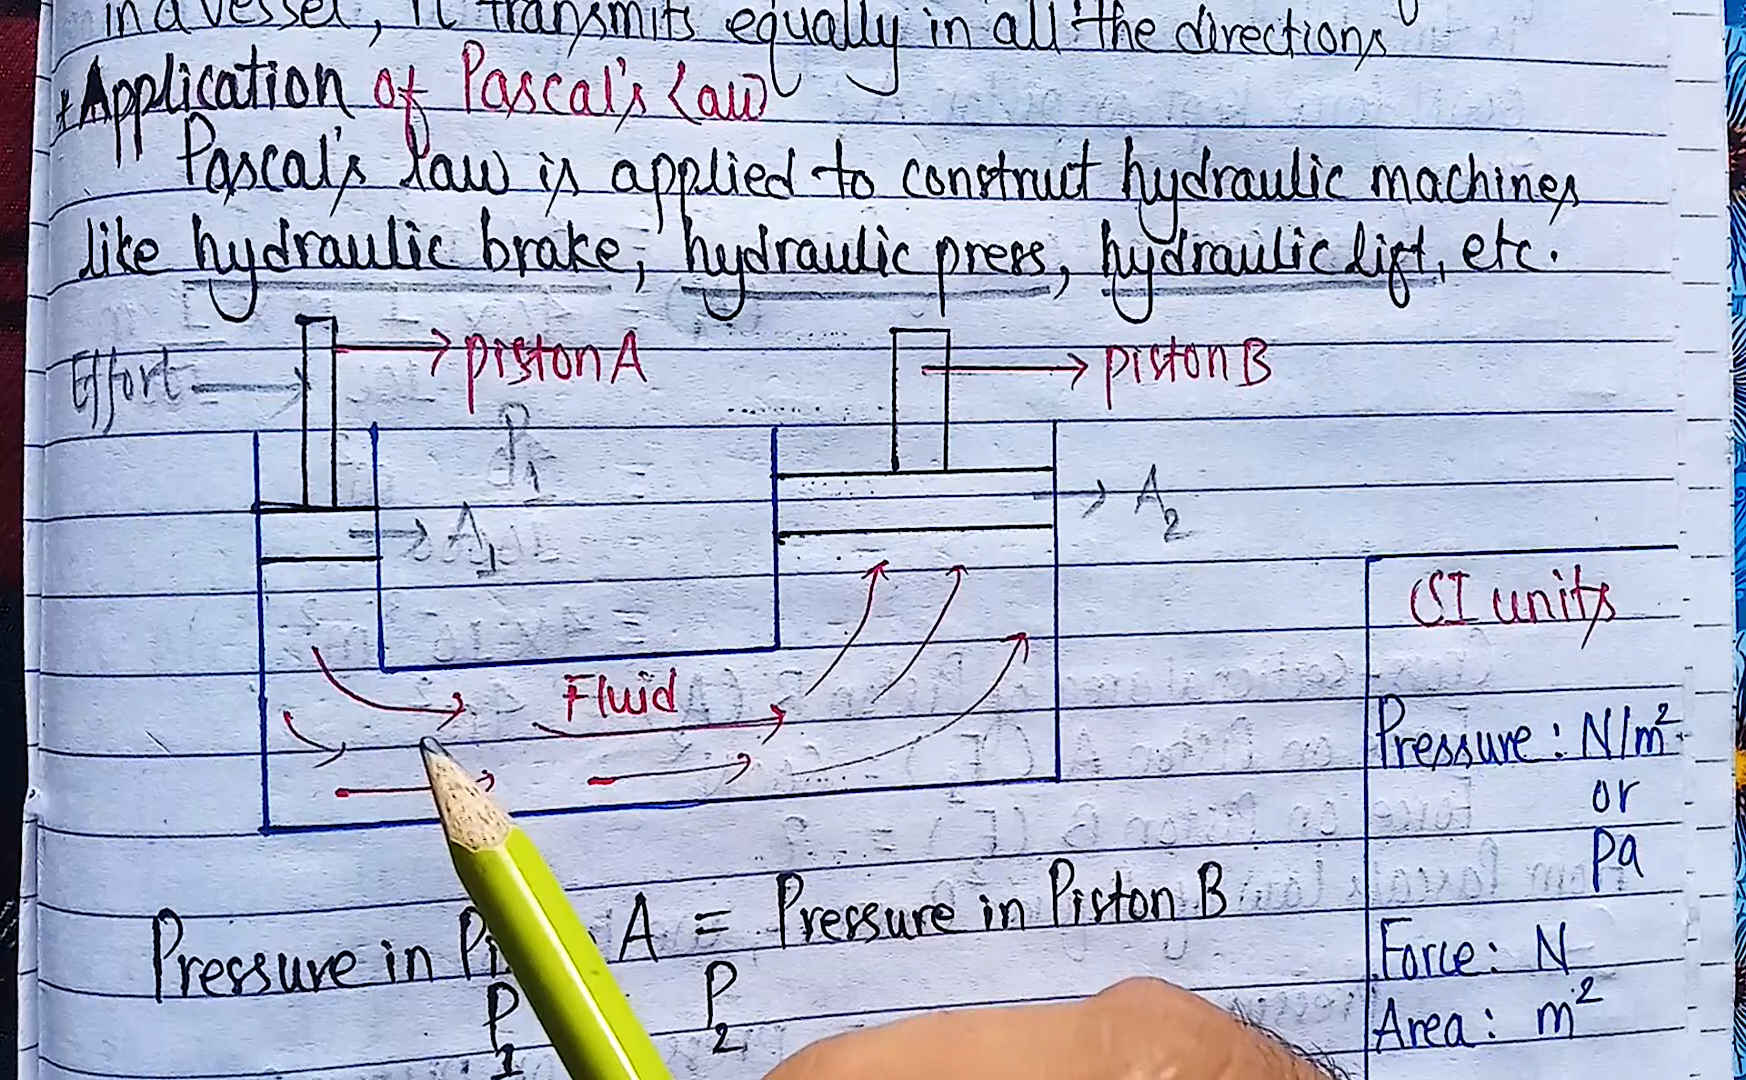 in a vessel, it transmits equally in all the directions
* Application of Pascal's Law
Pascal's law is applied to construct hydraulic machines
like hydraulic brake, hydraulic press, hydraulic lift, etc.
Effort
piston A
piston B
P1
A1
A2
Fluid
SI units
Pressure : N/m²
or
Pa
Force : N
Area : m²
Pressure in A = Pressure in Piston B
P1 P2